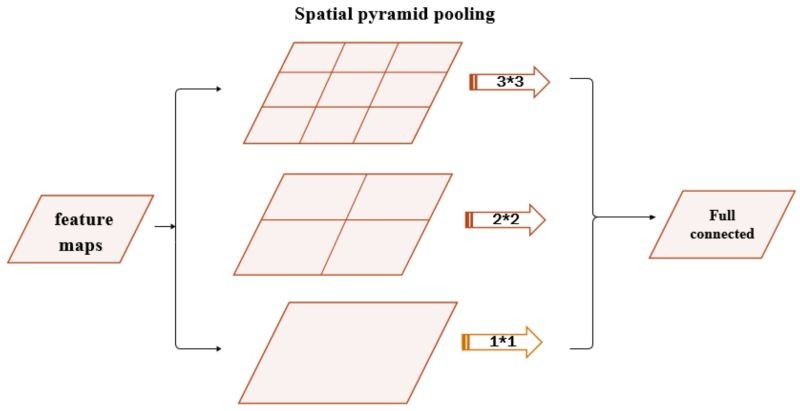 Spatial pyramid pooling
3*3
feature
maps
2*2
Full
connected
1*1